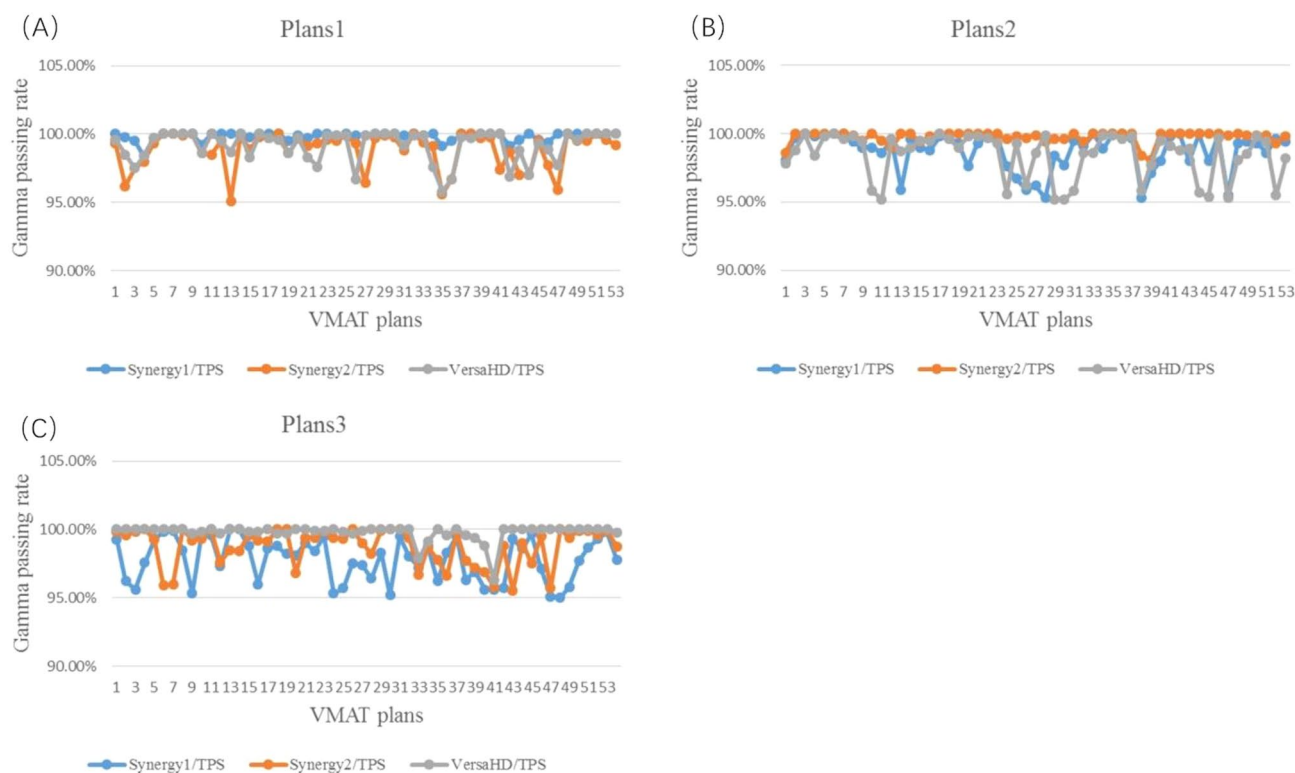 (A)
Plans1
Gamma passing rate
105.00%
100.00%
95.00%
90.00%
1 3 5 7 9 11 13 15 17 19 21 23 25 27 29 31 33 35 37 39 41 43 45 47 49 51 53
VMAT plans
Synergy1/TPS Synergy2/TPS VersaHD/TPS
(B)
Plans2
Gamma passing rate
105.00%
100.00%
95.00%
90.00%
1 3 5 7 9 11 13 15 17 19 21 23 25 27 29 31 33 35 37 39 41 43 45 47 49 51 53
VMAT plans
Synergy1/TPS Synergy2/TPS VersaHD/TPS
(C)
Plans3
Gamma passing rate
105.00%
100.00%
95.00%
90.00%
1 3 5 7 9 11 13 15 17 19 21 23 25 27 29 31 33 35 37 39 41 43 45 47 49 51 53
VMAT plans
Synergy1/TPS Synergy2/TPS VersaHD/TPS